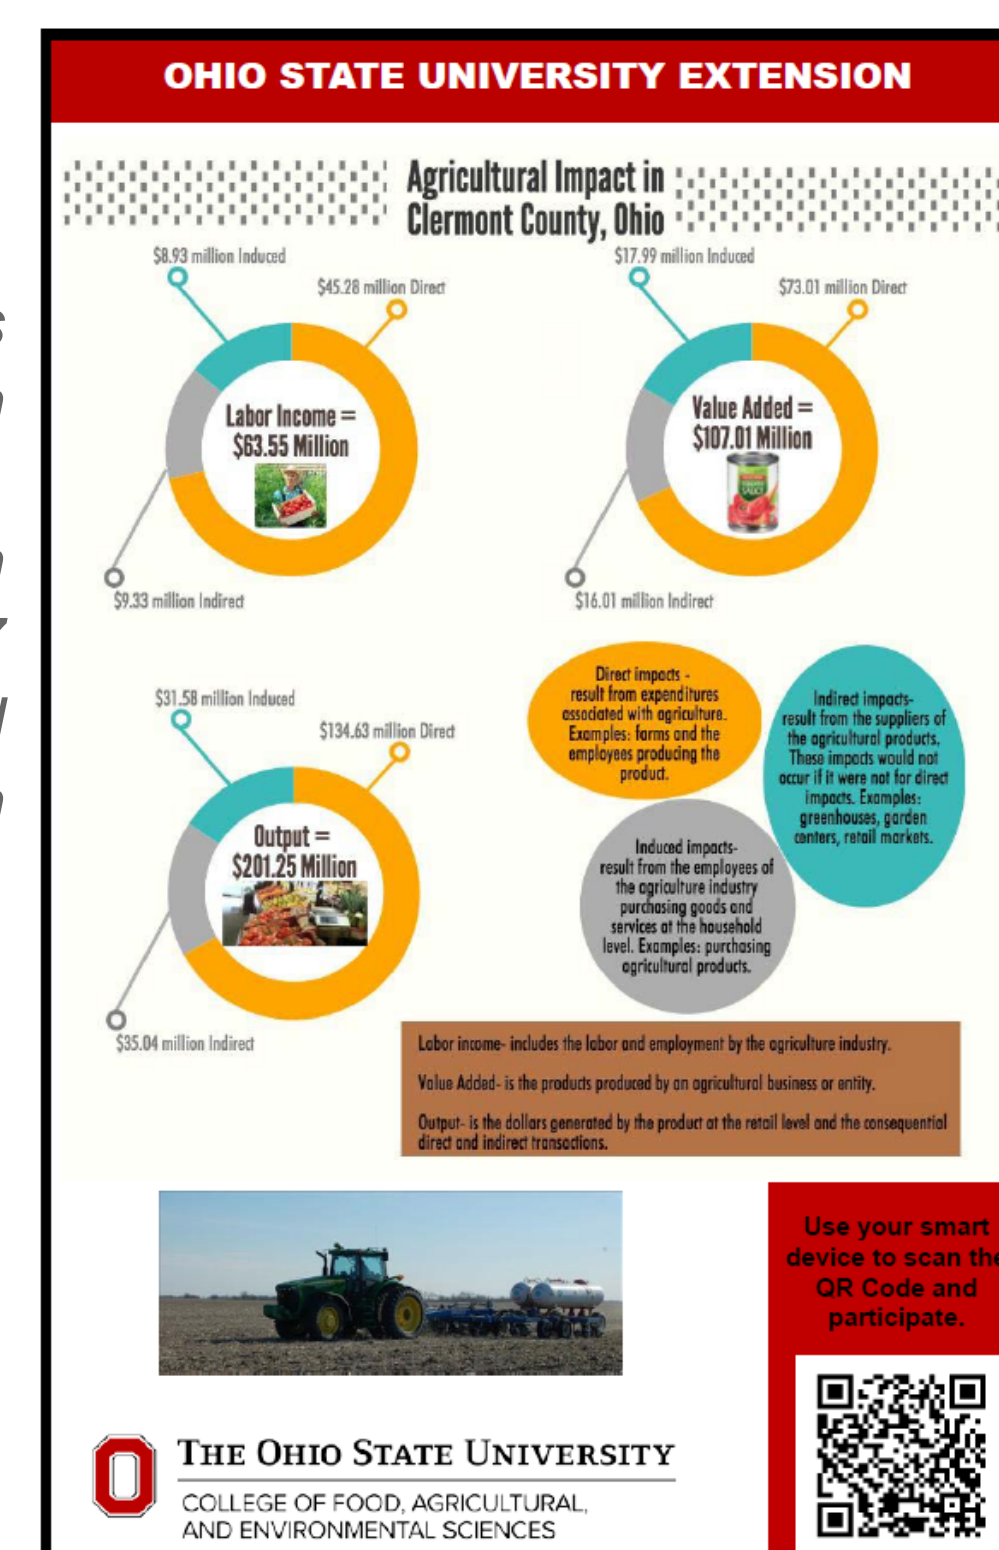 OHIO STATE UNIVERSITY EXTENSION
Agricultural Impact in
Clermont County, Ohio
$8.93 million Induced
$45.28 million Direct
Labor Income =
$63.55 Million
$9.33 million Indirect
$17.99 million Induced
$73.01 million Direct
Value Added =
$107.01 Million
SAUCE
$16.01 million Indirect
$31.58 million Induced
$134.63 million Direct
Output =
$201.25 Million
$35.04 million Indirect
Direct impacts -
result from expenditures
associated with agriculture.
Examples: farms and the
employees producing the
product.
Indirect impacts-
result from the suppliers of
the agricultural products.
These impacts would not
occur if it were not for direct
impacts. Examples:
greenhouses, garden
centers, retail markets.
Induced impacts-
result from the employees of
the agriculture industry
purchasing goods and
services at the household
level. Examples: purchasing
agricultural products.
Labor income- includes the labor and employment by the agriculture industry.
Value Added- is the products produced by an agricultural business or entity.
Output- is the dollars generated by the product at the retail level and the consequential
direct and indirect transactions.
Use your smart
device to scan the
QR Code and
participate.
THE OHIO STATE UNIVERSITY
COLLEGE OF FOOD, AGRICULTURAL,
AND ENVIRONMENTAL SCIENCES